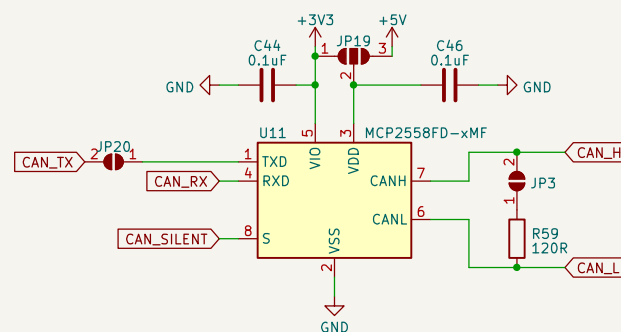 +3V3
+5V
C44
0.1uF
1
JP19
3
2
C46
0.1uF
GND
GND
U11
MCP2558FD-xMF
5
3
VIO
VDD
JP20
CAN_TX
2
1
1
TXD
CAN_RX
4
RXD
CANH
7
CANL
6
CAN_SILENT
8
S
VSS
2
GND
CAN_H
2
JP3
1
R59
120R
CAN_L